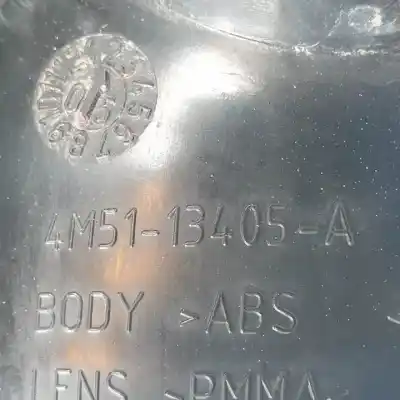 4M51-13405-A
BODY >ABS
LENS >PMMA